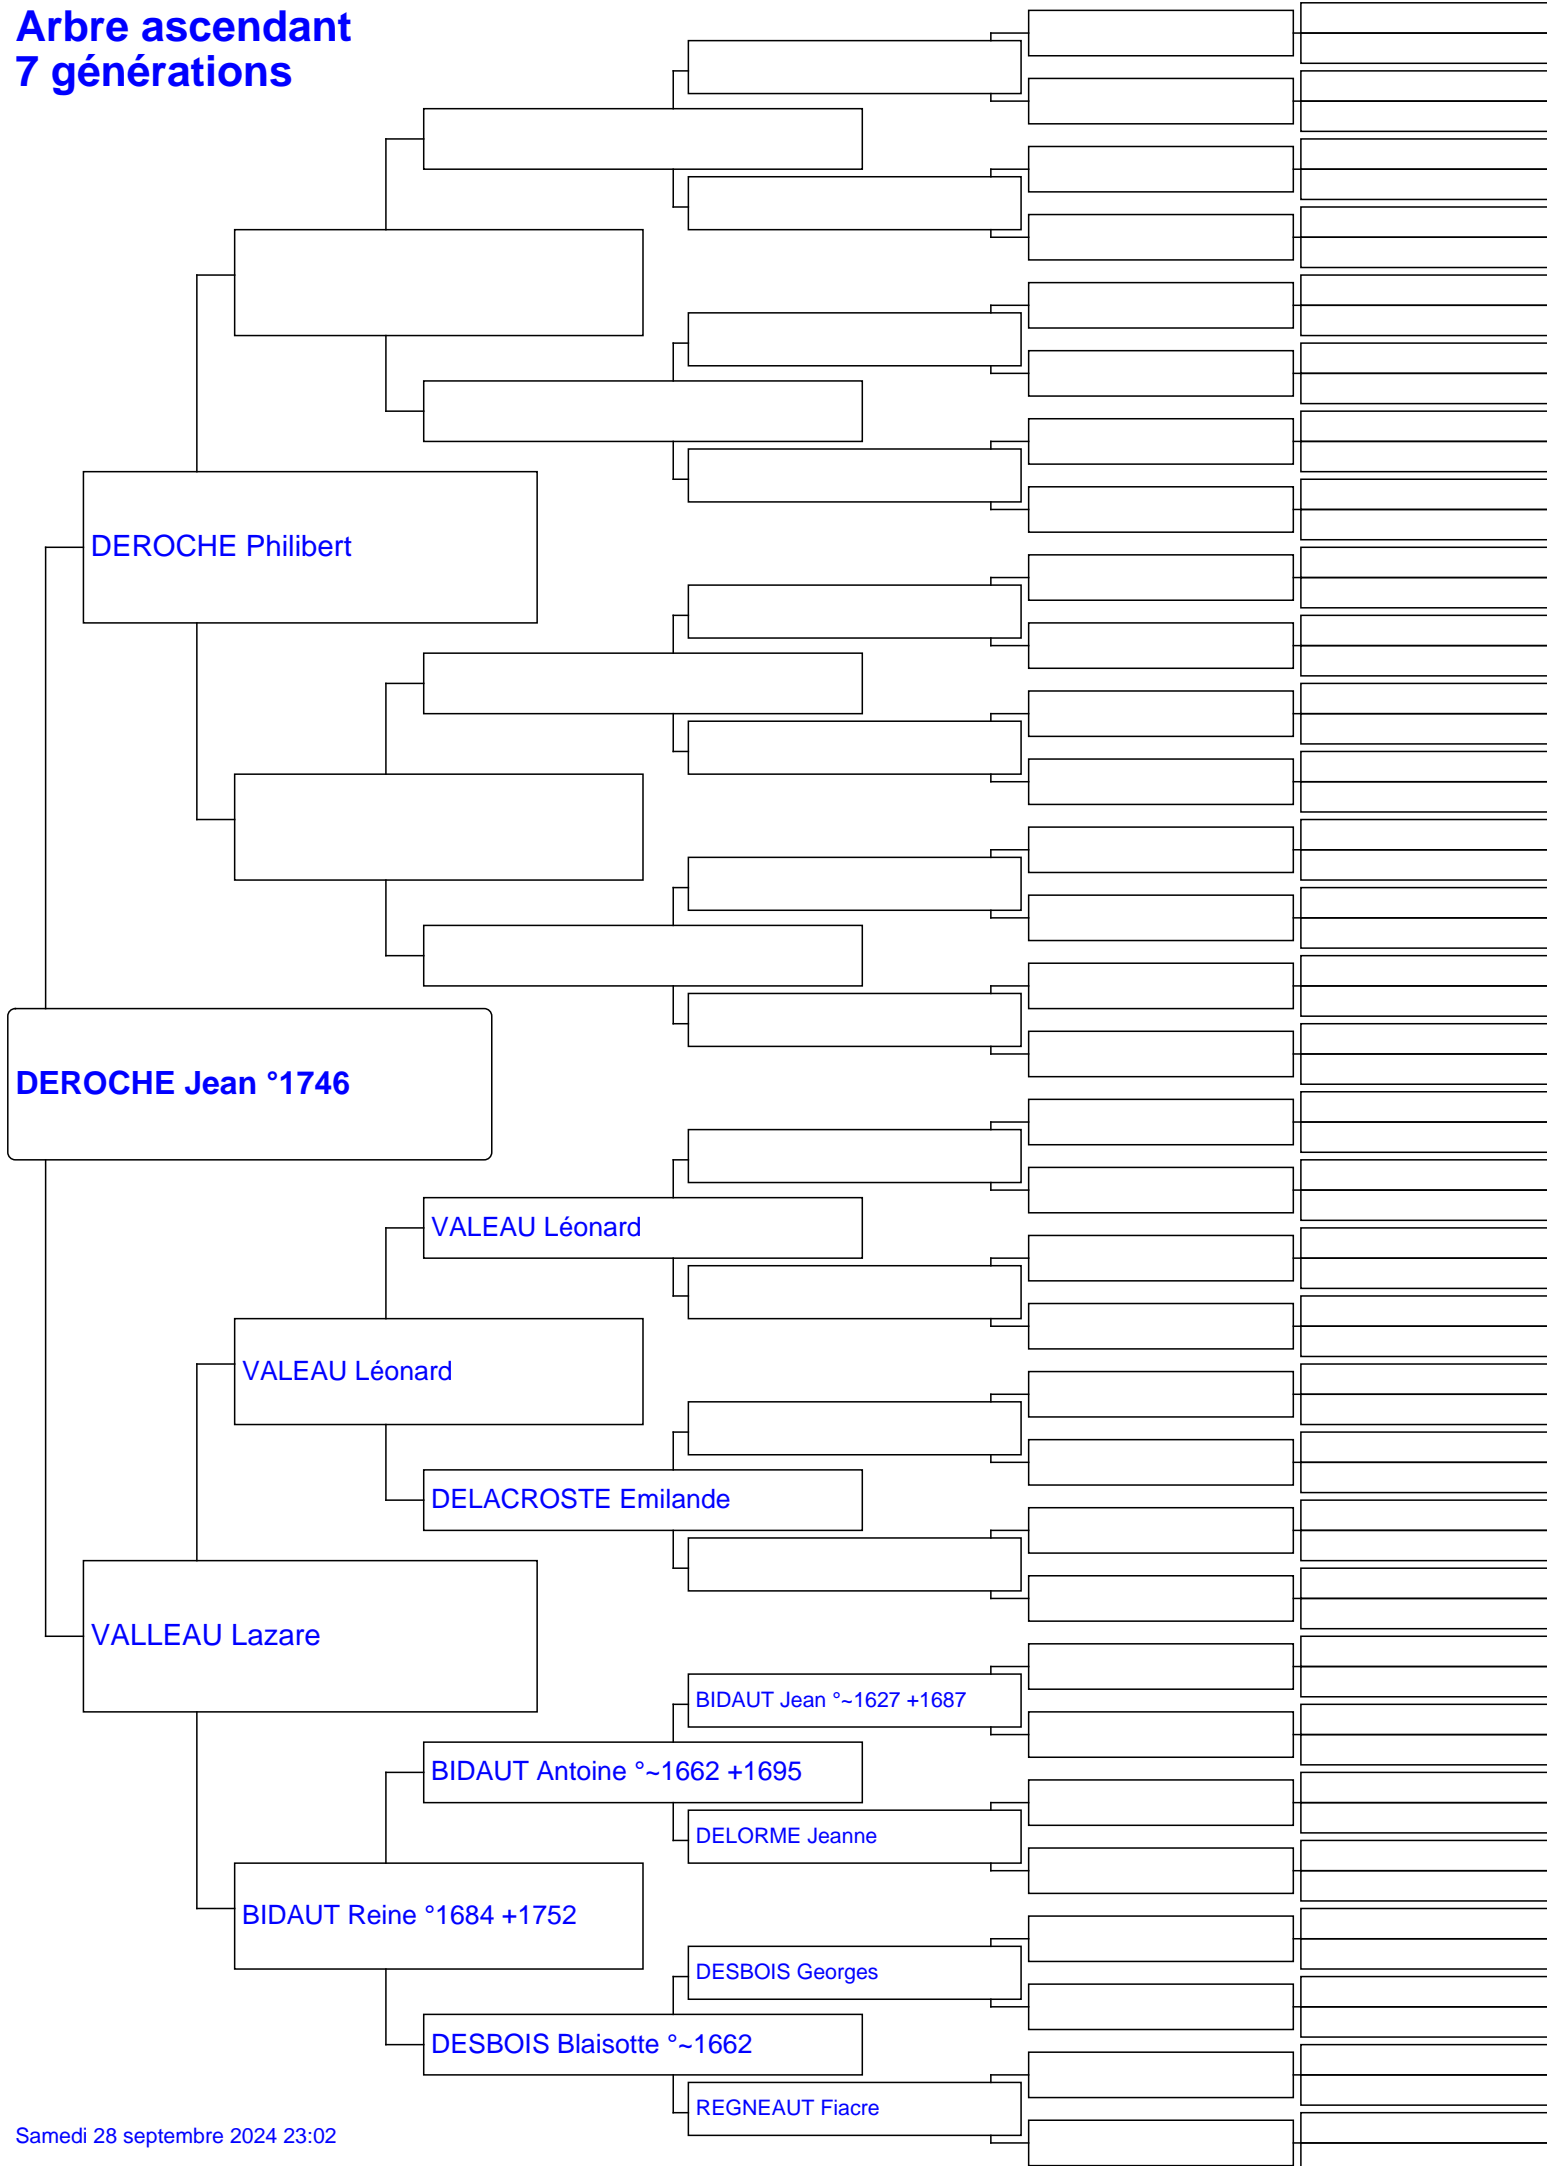 Arbre ascendant
7 générations
DEROCHE Philibert
DEROCHE Jean °1746
VALEAU Léonard
VALEAU Léonard
DELACROSTE Emilande
VALLEAU Lazare
BIDAUT Jean °~1627 +1687
BIDAUT Antoine °~1662 +1695
DELORME Jeanne
BIDAUT Reine °1684 +1752
DESBOIS Georges
DESBOIS Blaisotte °~1662
REGNEAUT Fiacre
Samedi 28 septembre 2024 23:02